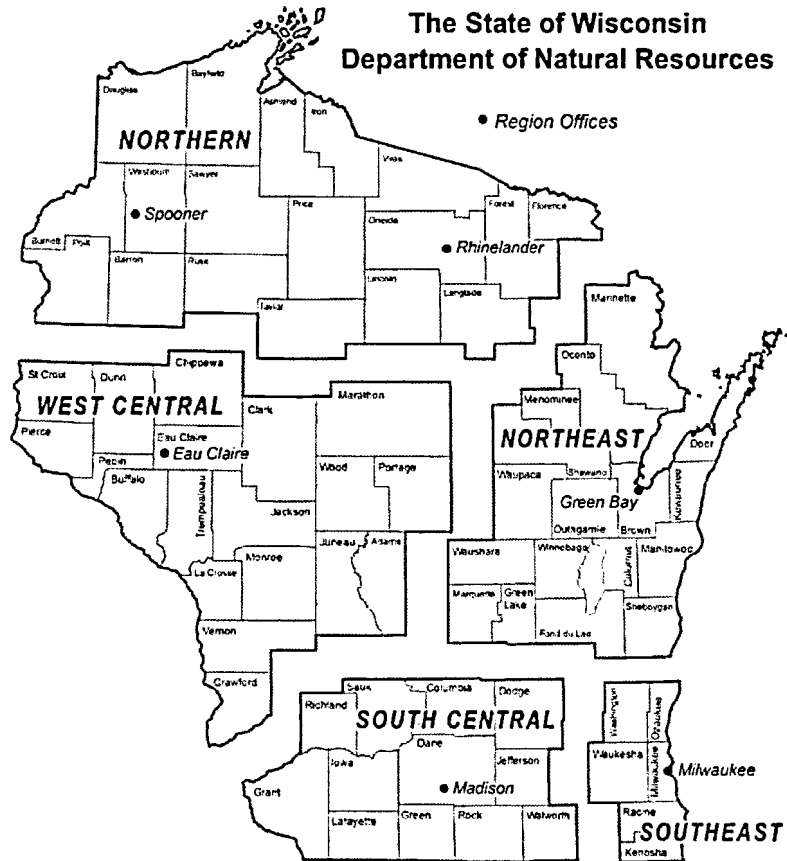 The State of Wisconsin
Department of Natural Resources
Region Offices
NORTHERN
Douglas
Bayfield
Ashland
Iron
Vilas
Washburn
Sawyer
Spooner
Price
Oneida
Forest
Florence
Rhinelander
Burnett
Polk
Barron
Rusk
Lincoln
Langlade
Taylor
WEST CENTRAL
St Croix
Dunn
Chippewa
Clark
Marathon
Pierce
Eau Claire
Eau Claire
Pepin
Buffalo
Trempealeau
Jackson
Wood
Portage
Juneau
Adams
Monroe
La Crosse
Vernon
Crawford
NORTHEAST
Marinette
Oconto
Menominee
Door
Waupaca
Shawano
Green Bay
Kewaunee
Outagamie
Brown
Waushara
Winnebago
Calumet
Manitowoc
Marquette
Green
Lake
Fond du Lac
Sheboygan
SOUTH CENTRAL
Richland
Sauk
Columbia
Dodge
Dane
Iowa
Jefferson
Grant
Madison
Lafayette
Green
Rock
Walworth
SOUTHEAST
Washington
Ozaukee
Waukesha
Milwaukee
Milwaukee
Racine
Kenosha